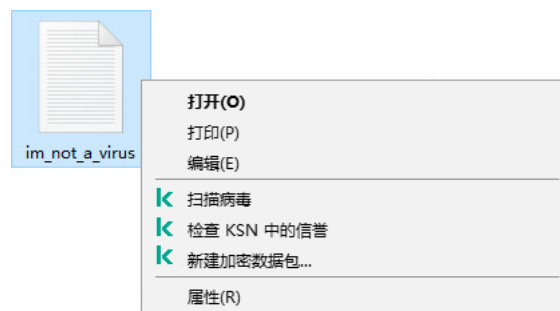 im_not_a_virus
打开(O)
打印(P)
编辑(E)
扫描病毒
检查 KSN 中的信誉
新建加密数据包...
属性(R)